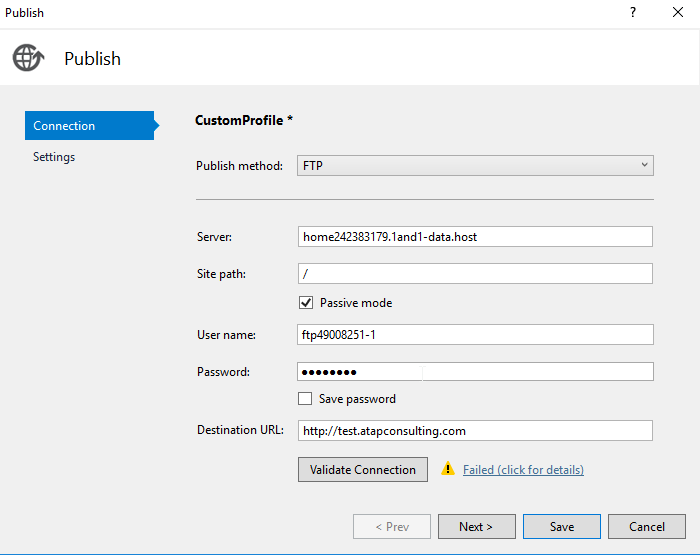 Publish
?
Publish
Connection
Settings
CustomProfile *
Publish method: FTP
Server: home242383179.1and1-data.host
Site path: /
Passive mode
User name: ftp49008251-1
Password: ●●●●●●●●
Save password
Destination URL: http://test.atapconsulting.com
Validate Connection Failed (click for details)
< Prev Next > Save Cancel